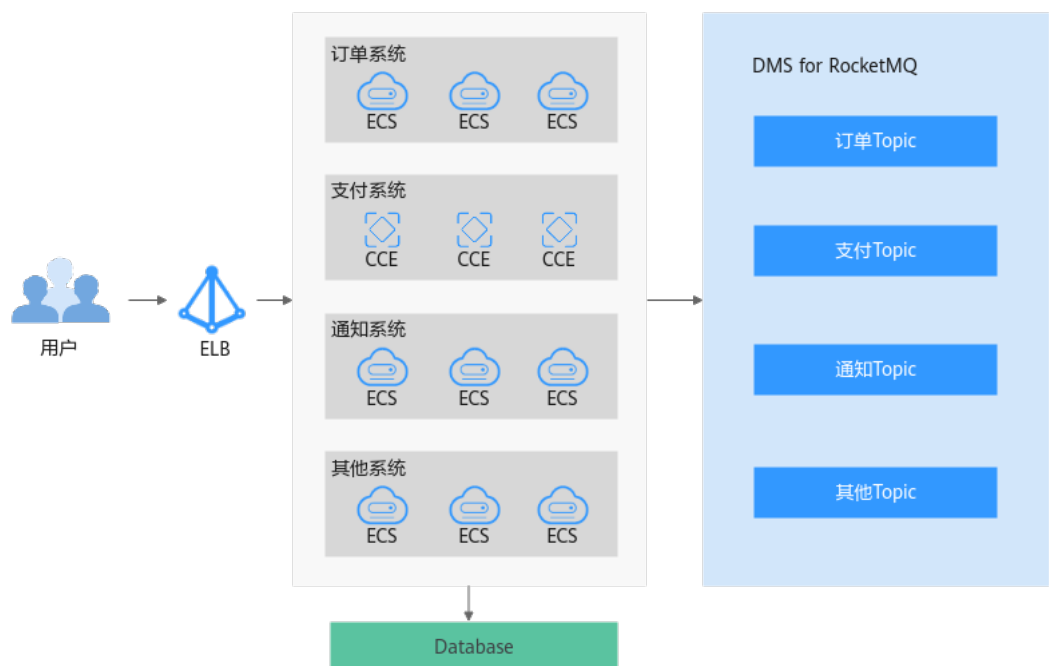 用户
ELB
订单系统
ECS
ECS
ECS
支付系统
CCE
CCE
CCE
通知系统
ECS
ECS
ECS
其他系统
ECS
ECS
ECS
Database
DMS for RocketMQ
订单Topic
支付Topic
通知Topic
其他Topic